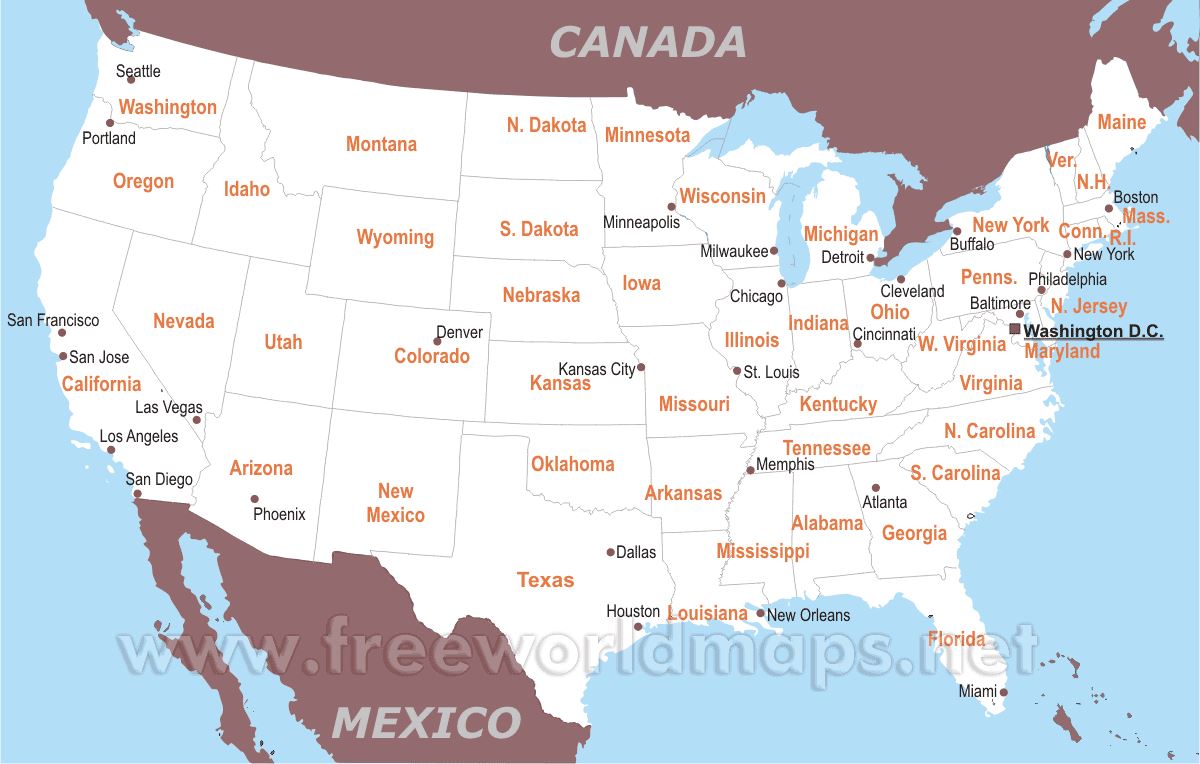 CANADA
Seattle
Washington
Portland
Oregon
Idaho
Montana
N. Dakota
Minnesota
Maine
Wyoming
S. Dakota
Minneapolis
Wisconsin
Milwaukee
Michigan
Detroit
Ver.
N.H.
Boston
Mass.
New York
Conn.
R.I.
Buffalo
New York
Nebraska
Iowa
Chicago
Cleveland
Penns.
Philadelphia
Baltimore
N. Jersey
San Francisco
San Jose
Nevada
Utah
Denver
Colorado
Illinois
Indiana
Ohio
Cincinnati
Washington D.C.
W. Virginia
Maryland
California
Las Vegas
Kansas City
Kansas
St. Louis
Missouri
Kentucky
Virginia
Los Angeles
San Diego
Arizona
Phoenix
New
Mexico
Oklahoma
Arkansas
Tennessee
Memphis
N. Carolina
S. Carolina
Atlanta
Georgia
Alabama
Mississippi
Dallas
Texas
Houston
Louisiana
New Orleans
Florida
Miami
www.freeworldmaps.net
MEXICO